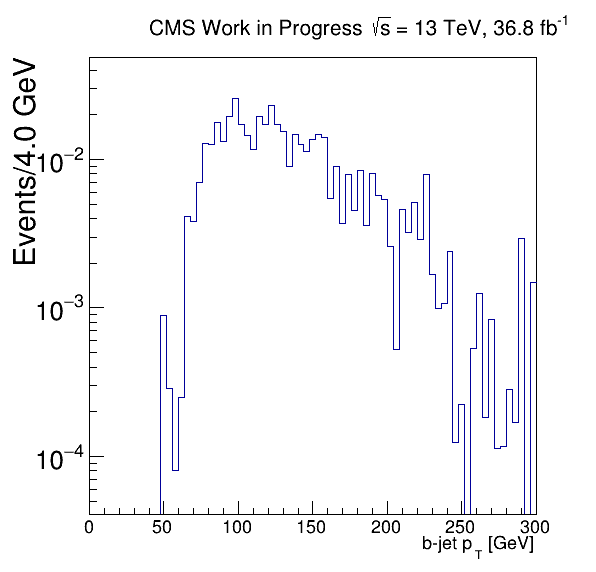 CMS Work in Progress √s = 13 TeV, 36.8 fb⁻¹
Events/4.0 GeV
10⁻²
10⁻³
10⁻⁴
0 50 100 150 200 250 300
b-jet p_T [GeV]